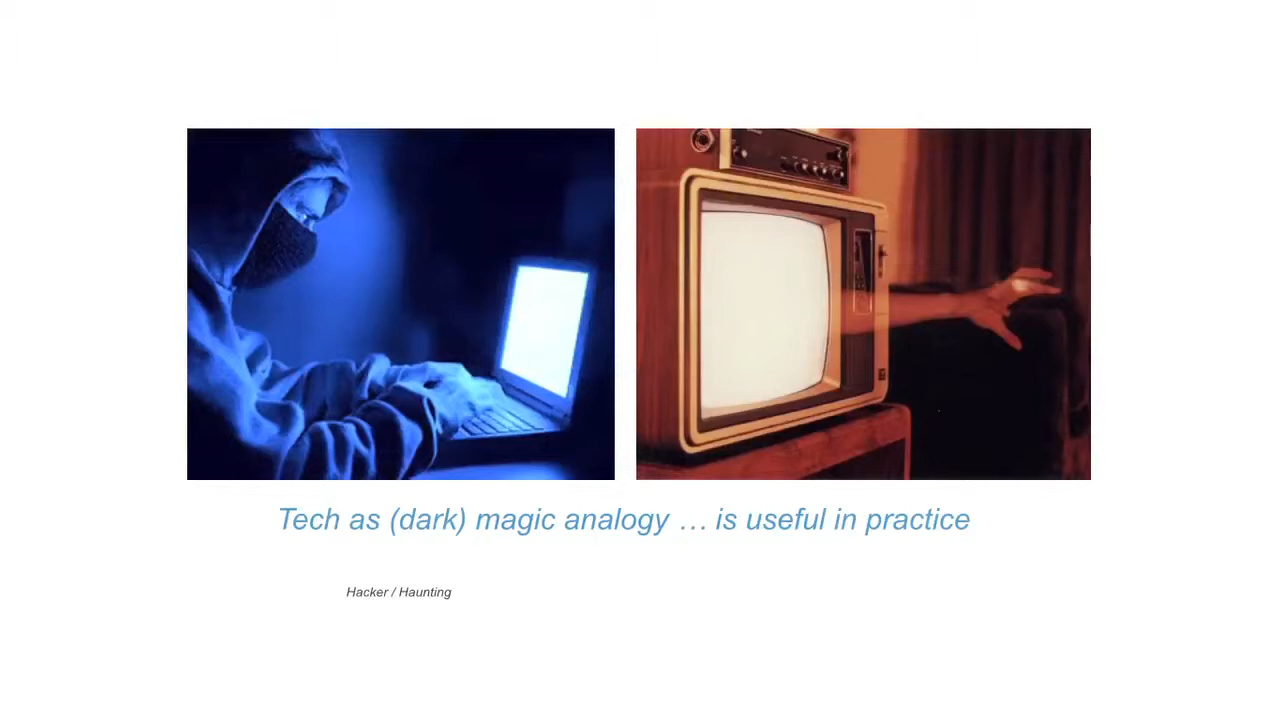 Tech as (dark) magic analogy … is useful in practice
Hacker / Haunting